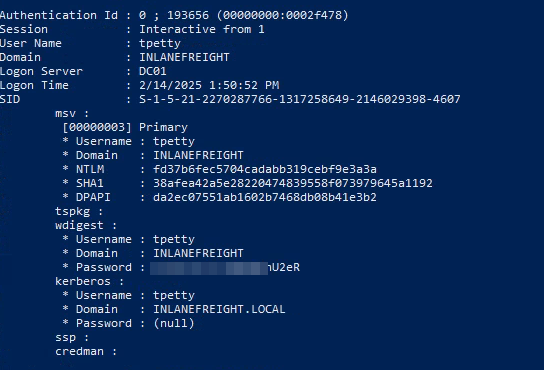 Authentication Id : 0 ; 193656 (00000000:0002f478)
Session : Interactive from 1
User Name : tpetty
Domain : INLANEFREIGHT
Logon Server : DC01
Logon Time : 2/14/2025 1:50:52 PM
SID : S-1-5-21-2270287766-1317258649-2146029398-4607
msv :
[00000003] Primary
* Username : tpetty
* Domain : INLANEFREIGHT
* NTLM : fd37b6fec5704cadabb319cebf9e3a3a
* SHA1 : 38afea42a5e28220474839558f073979645a1192
* DPAPI : da2ec07551ab1602b7468db08b41e3b2
tspkg :
wdigest :
* Username : tpetty
* Domain : INLANEFREIGHT
* Password :
kerberos :
* Username : tpetty
* Domain : INLANEFREIGHT.LOCAL
* Password : (null)
ssp :
credman :